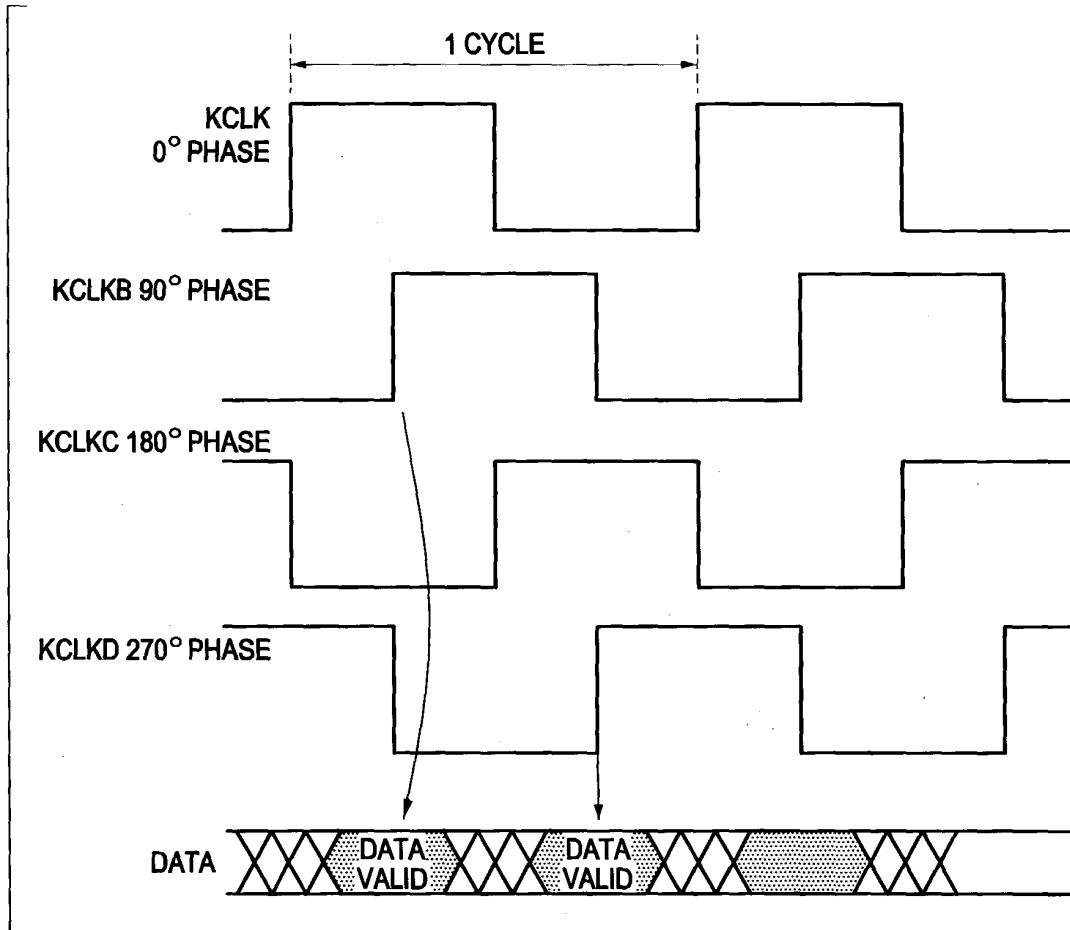 1 CYCLE
KCLK
0° PHASE
KCLKB 90° PHASE
KCLKC 180° PHASE
KCLKD 270° PHASE
DATA
DATA
VALID
DATA
VALID